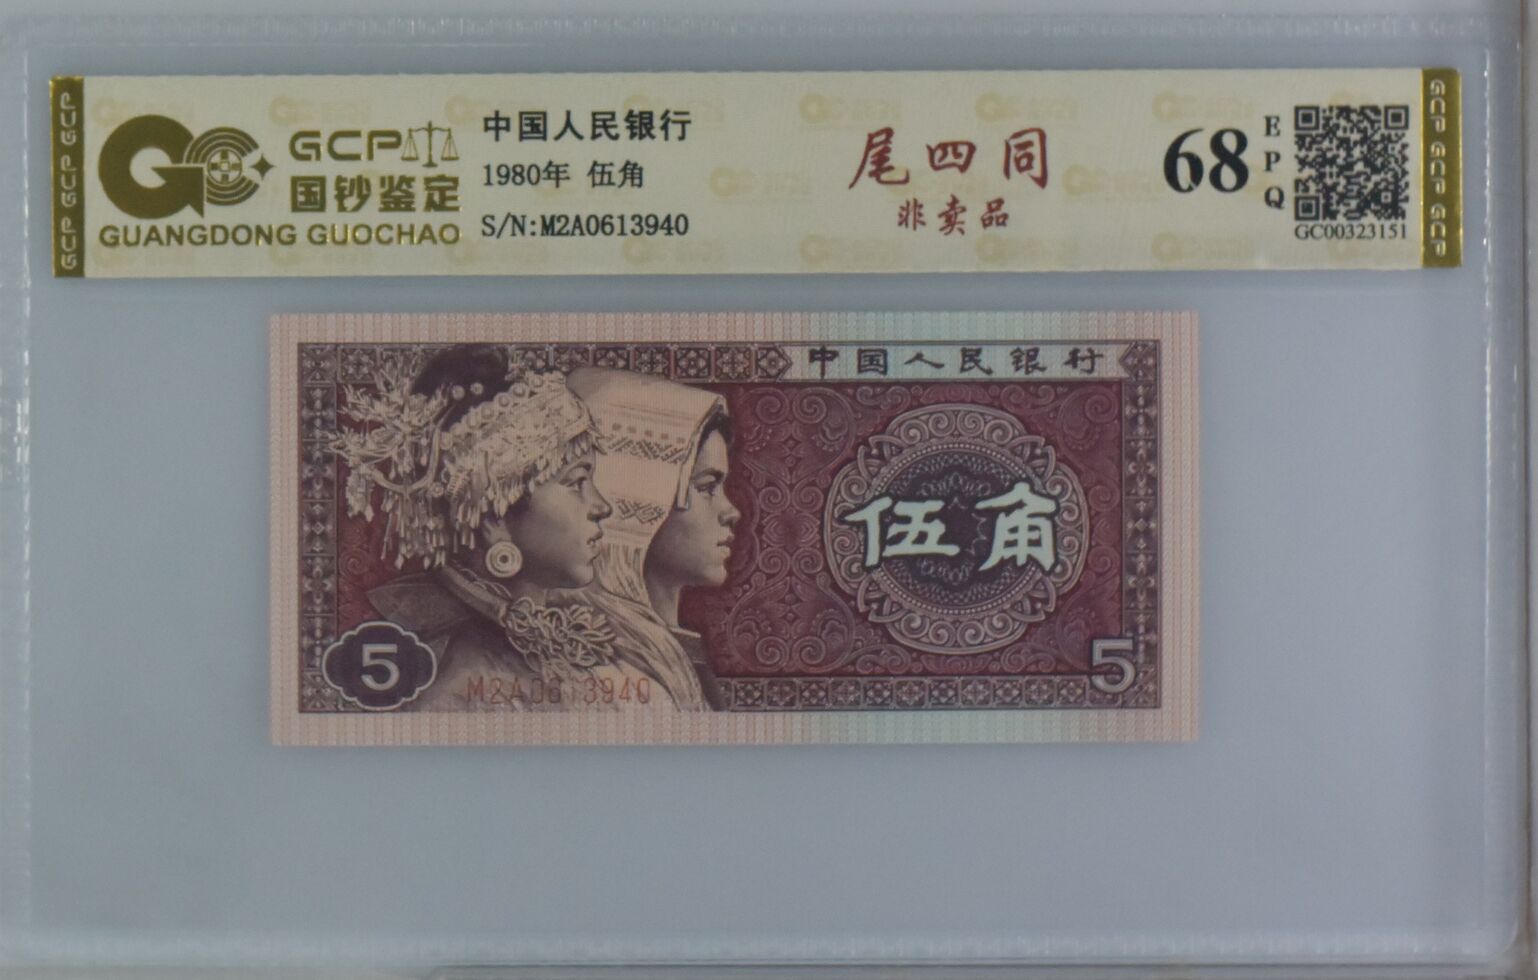 GCP GCP GCP
GCP
国钞鉴定
GUANGDONG GUOCHAO
中国人民银行
1980年 伍角
S/N:M2A0613940
尾四同
非卖品
68
EPQ
GC00323151
GCP GCP GCP
中国人民银行
伍角
5
M2A0613940
5